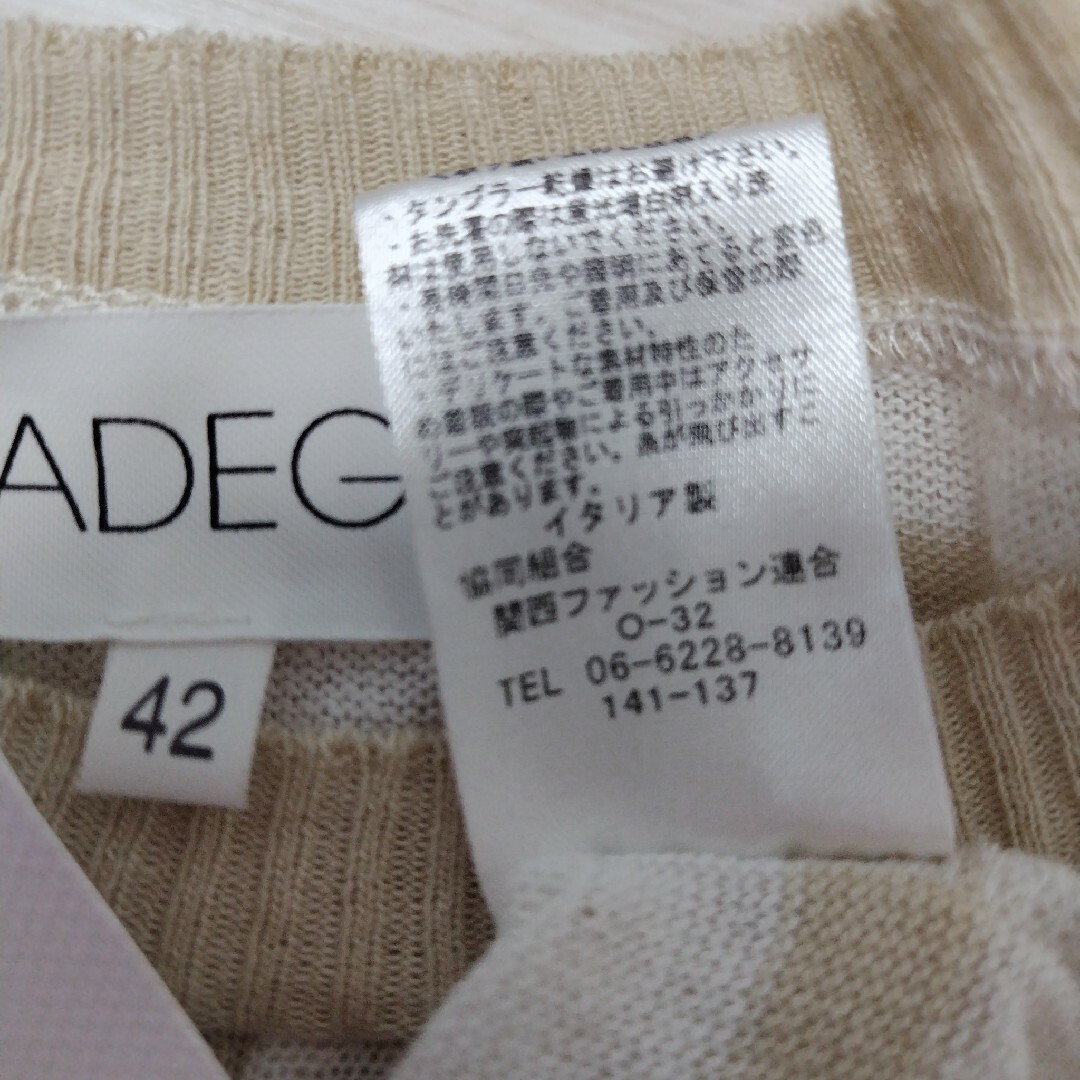 ・タンブラー乾燥はお避け下さい。
・お洗濯の際は蛍光増白剤入り洗
剤は使用しないでください。
・長時間日光や照明にあてると変色
いたします。ご着用及び保管の際
はご注意ください。
・デリケートな素材特性のた
め着脱の際やご着用中はアクセサ
リーや突起物による引っかかりに
ご注意ください。糸が飛び出すこ
とがあります。
イタリア製
協同組合
関西ファッション連合
O-32
TEL 06-6228-8139
141-137
ADEG
42